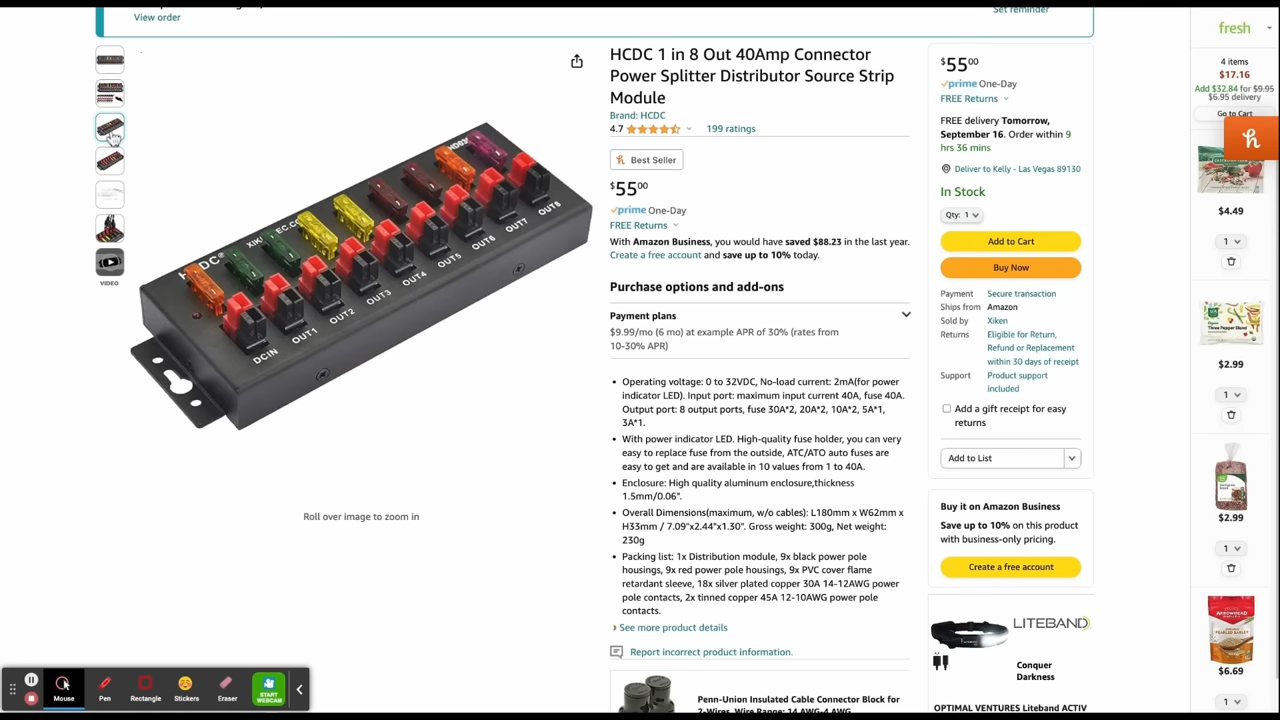 View order
Set reminder
HCDC 1 in 8 Out 40Amp Connector
Power Splitter Distributor Source Strip
Module
Brand: HCDC
4.7
199 ratings
Best Seller
$55.00
prime One-Day
FREE Returns
With Amazon Business, you would have saved $88.23 in the last year.
Create a free account and save up to 10% today.
Purchase options and add-ons
Payment plans
$9.99/mo (6 mo) at example APR of 30% (rates from
10-30% APR)
• Operating voltage: 0 to 32VDC, No-load current: 2mA(for power
indicator LED). Input port: maximum input current 40A, fuse 40A.
Output port: 8 output ports, fuse 30A*2, 20A*2, 10A*2, 5A*1,
3A*1.
• With power indicator LED. High-quality fuse holder, you can very
easy to replace fuse from the outside, ATC/ATO auto fuses are
easy to get and are available in 10 values from 1 to 40A.
• Enclosure: High quality aluminum enclosure,thickness
1.5mm/0.06".
• Overall Dimensions(maximum, w/o cables): L180mm x W62mm x
H33mm / 7.09"x2.44"x1.30". Gross weight: 300g, Net weight:
230g
• Packing list: 1x Distribution module, 9x black power pole
housings, 9x red power pole housings, 9x PVC cover flame
retardant sleeve, 18x silver plated copper 30A 14-12AWG power
pole contacts, 2x tinned copper 45A 12-10AWG power pole
contacts.
› See more product details
Report incorrect product information.
Penn-Union Insulated Cable Connector Block for
2-Wires, Wire Range: 14 AWG-4 AWG
VIDEO
DCIN
OUT1
OUT2
OUT3
OUT4
OUT5
OUT6
OUT7
OUT8
Roll over image to zoom in
$55.00
prime One-Day
FREE Returns
FREE delivery Tomorrow,
September 16. Order within 9
hrs 36 mins
Deliver to Kelly - Las Vegas 89130
In Stock
Qty: 1
Add to Cart
Buy Now
Payment Secure transaction
Ships from Amazon
Sold by Xiken
Returns Eligible for Return,
Refund or Replacement
within 30 days of receipt
Support Product support
included
Add a gift receipt for easy
returns
Add to List
Buy it on Amazon Business
Save up to 10% on this product
with business-only pricing.
Create a free account
LITEBAND
Conquer
Darkness
OPTIMAL VENTURES Liteband ACTIV
fresh
4 items
$17.16
Add $32.84 for $9.95
$6.95 delivery
Go to Cart
h
$4.49
1
$2.99
1
$2.99
1
ARROWHEAD
$6.69
1
Mouse
Pen
Rectangle
Stickers
Eraser
START
WEBCAM